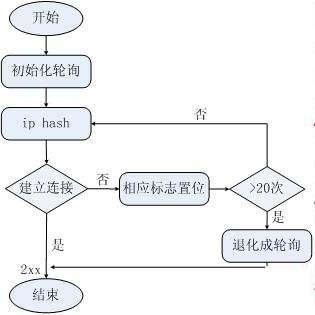 开始
初始化轮询
ip hash
否
建立连接
否
相应标志置位
>20次
是
是
退化成轮询
2xx
结束